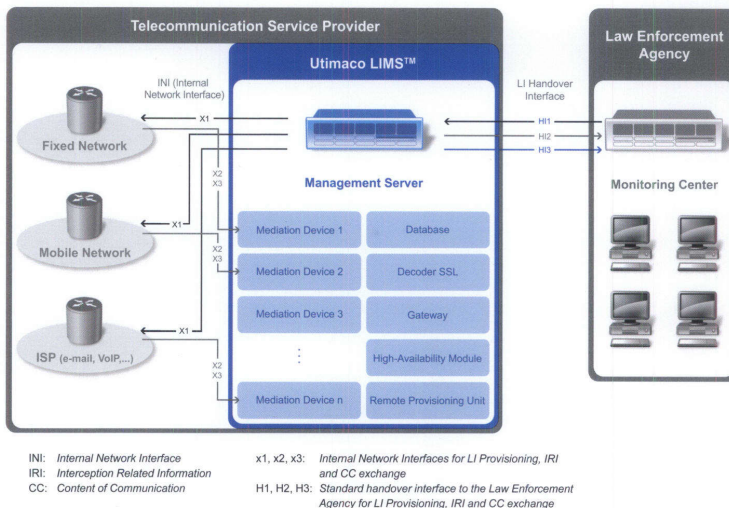 Telecommunication Service Provider
Utimaco LIMS™
Law Enforcement
Agency
INI (Internal
Network Interface)
LI Handover
Interface
X1
HI1
HI2
HI3
Fixed Network
X2
X3
Management Server
Monitoring Center
X1
Mobile Network
X2
X3
Mediation Device 1
Database
Mediation Device 2
Decoder SSL
Mediation Device 3
Gateway
X1
ISP (e-mail, VoIP,...)
X2
X3
⋮
High-Availability Module
Mediation Device n
Remote Provisioning Unit
INI: Internal Network Interface
IRI: Interception Related Information
CC: Content of Communication
x1, x2, x3: Internal Network Interfaces for LI Provisioning, IRI
and CC exchange
H1, H2, H3: Standard handover interface to the Law Enforcement
Agency for LI Provisioning, IRI and CC exchange